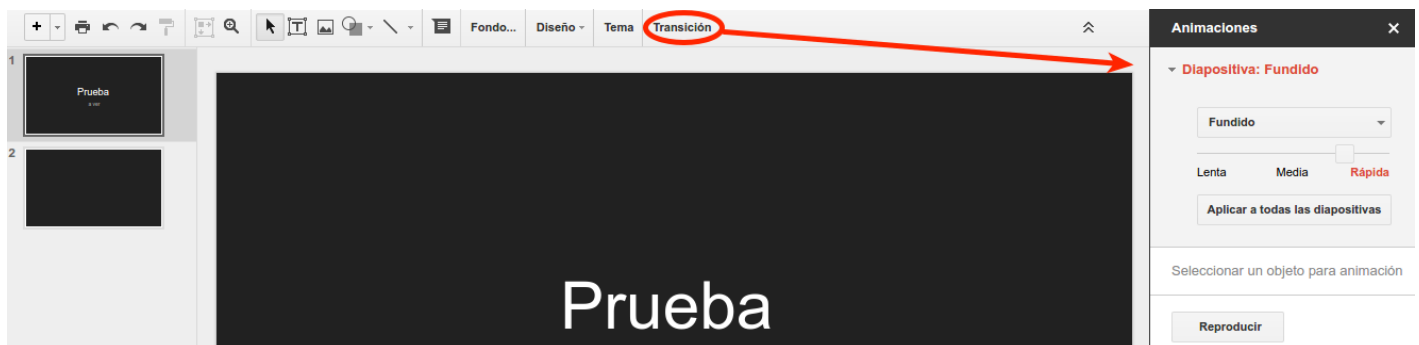 Fondo... Diseño Tema Transición
Animaciones
1
Prueba
a ver
2
Prueba
Diapositiva: Fundido
Fundido
Lenta Media Rápida
Aplicar a todas las diapositivas
Seleccionar un objeto para animación
Reproducir